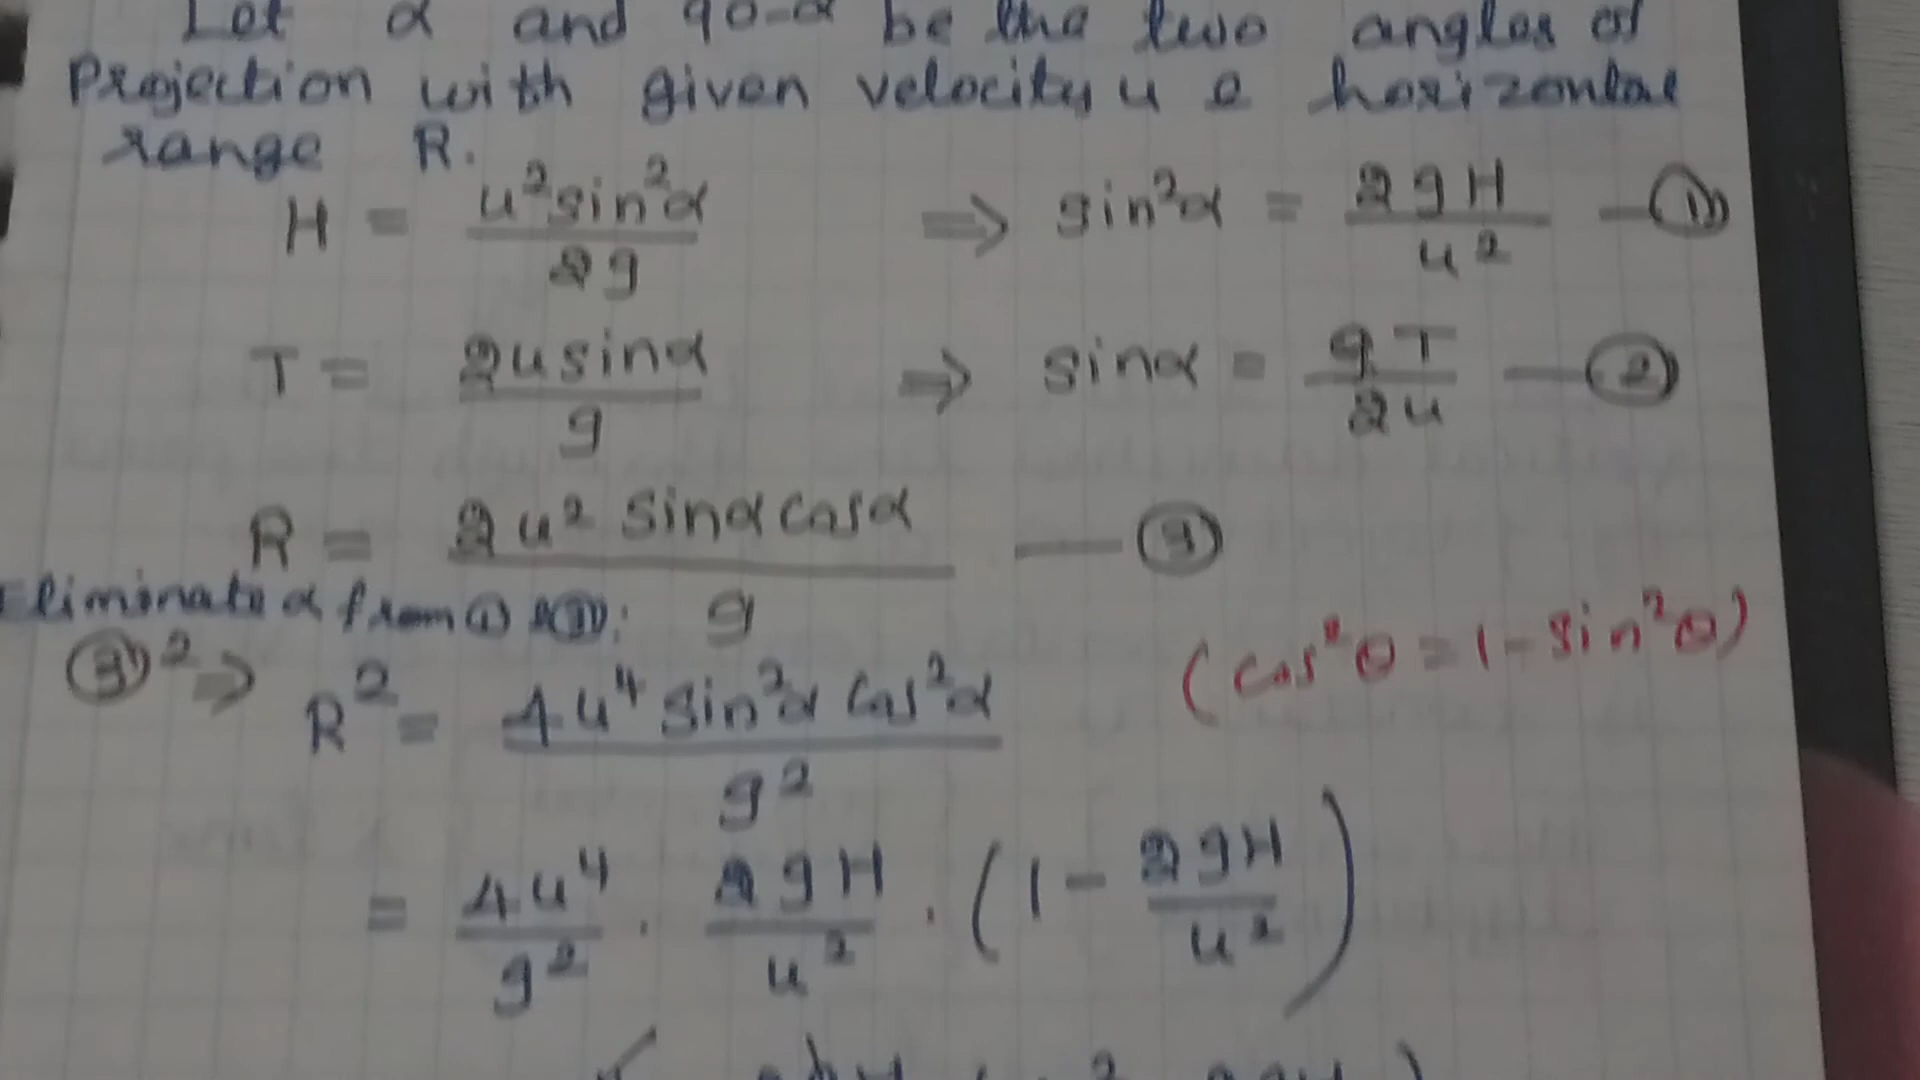 Let α and 90-α be the two angles of
Projection with given velocity u & horizontal
range R.
H = u²sin²α / 2g ⇒ sin²α = 2gH / u² —①
T = 2usinα / g ⇒ sinα = gT / 2u —②
R = 2u² sinα cosα / g —③
Eliminate α from ① & ③:
③² ⇒ R² = 4u⁴ sin²α cos²α / g² (cos²θ = 1 - sin²θ)
= 4u⁴ / g² . 2gH / u² . (1 - 2gH / u²)